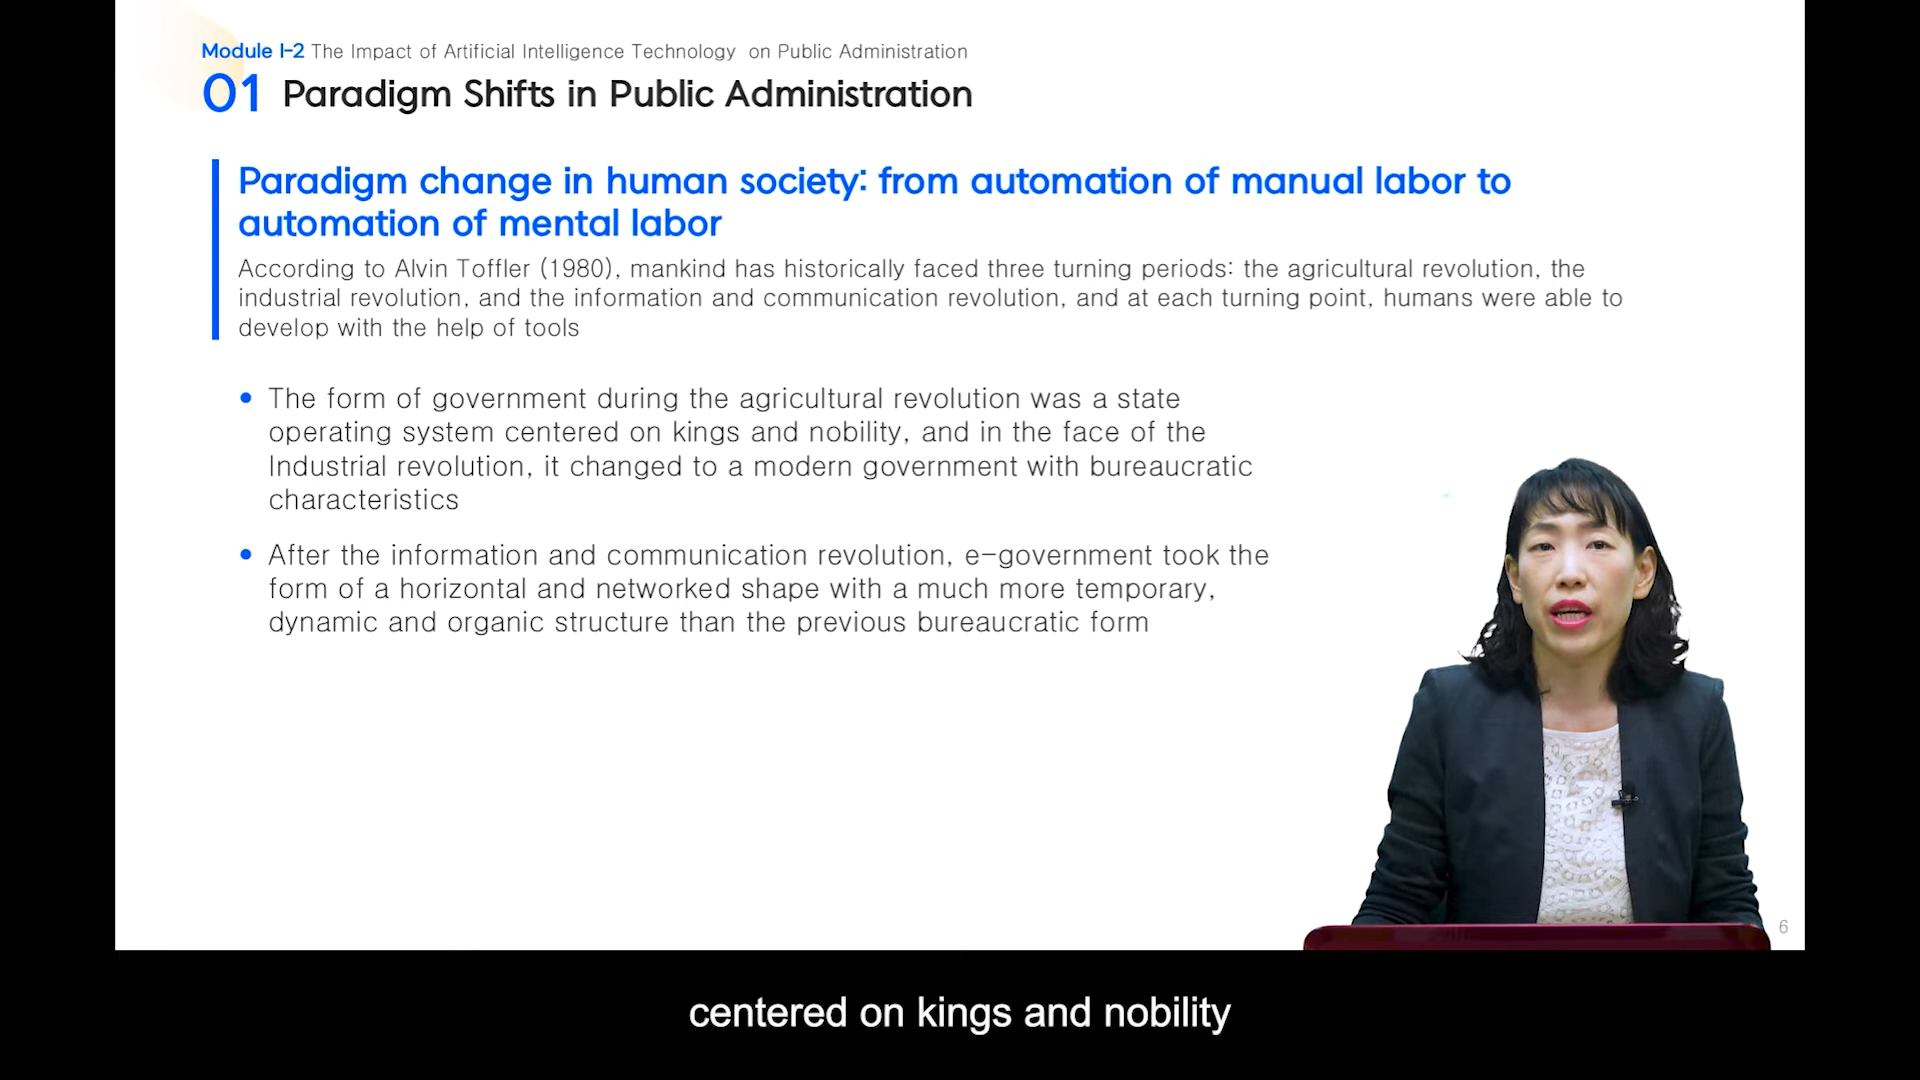 Module I-2 The Impact of Artificial Intelligence Technology on Public Administration
01 Paradigm Shifts in Public Administration
Paradigm change in human society: from automation of manual labor to
automation of mental labor
According to Alvin Toffler (1980), mankind has historically faced three turning periods: the agricultural revolution, the
industrial revolution, and the information and communication revolution, and at each turning point, humans were able to
develop with the help of tools
• The form of government during the agricultural revolution was a state
operating system centered on kings and nobility, and in the face of the
Industrial revolution, it changed to a modern government with bureaucratic
characteristics
• After the information and communication revolution, e-government took the
form of a horizontal and networked shape with a much more temporary,
dynamic and organic structure than the previous bureaucratic form
6
centered on kings and nobility